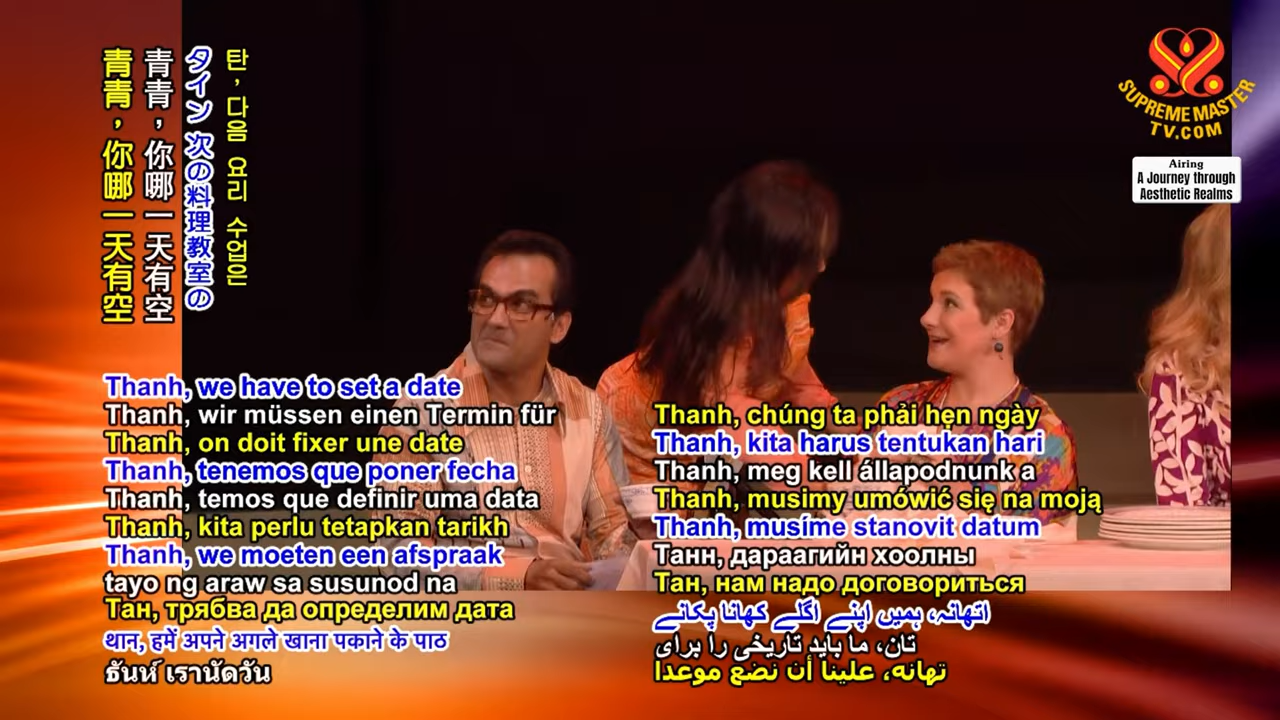 青青，你哪一天有空
青青，你哪一天有空
タイン 次の料理教室の
탄, 다음 요리 수업은
SUPREME MASTER
TV.COM
Airing
A Journey through
Aesthetic Realms
Thanh, we have to set a date
Thanh, wir müssen einen Termin für
Thanh, on doit fixer une date
Thanh, tenemos que poner fecha
Thanh, temos que definir uma data
Thanh, kita perlu tetapkan tarikh
Thanh, we moeten een afspraak
tayo ng araw sa susunod na
Тан, трябва да определим дата
थान, हमें अपने अगले खाना पकाने के पाठ
ธันห์ เรานัดวัน
Thanh, chúng ta phải hẹn ngày
Thanh, kita harus tentukan hari
Thanh, meg kell állapodnunk a
Thanh, musimy umówić się na moją
Thanh, musíme stanovit datum
Танн, дараагийн хоолны
Тан, нам надо договориться
اتھانہ، ہمیں اپنے اگلے کھانا پکانے
تان، ما باید تاریخی را برای
تهانه، علينا أن نضع موعدا